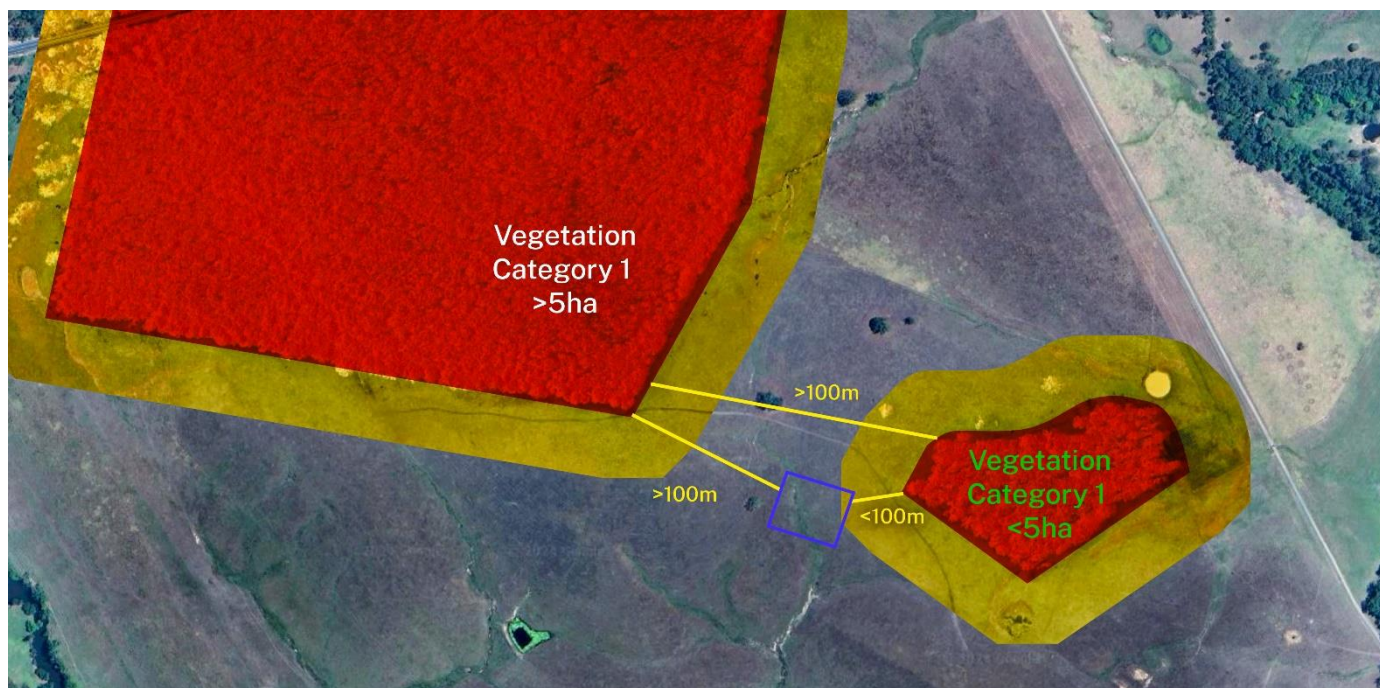 Vegetation
Category 1
>5ha
>100m
>100m
<100m
Vegetation
Category 1
<5ha